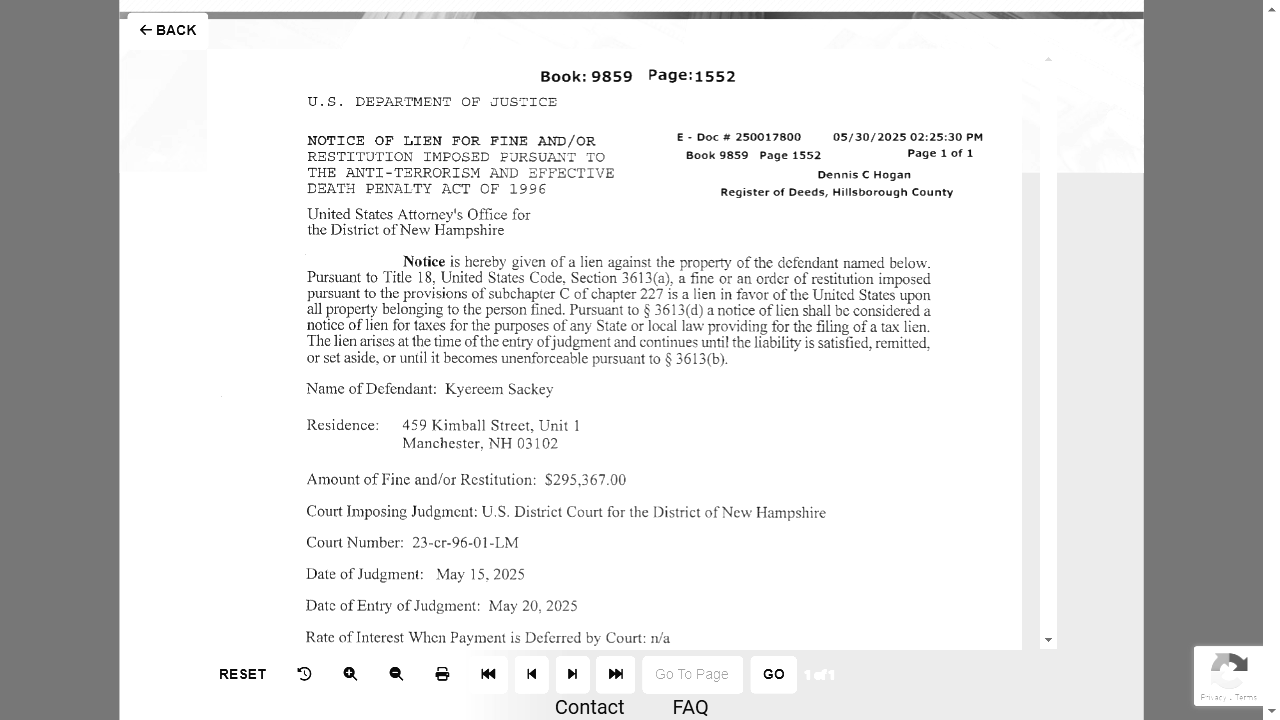 BACK
Book: 9859 Page:1552
U.S. DEPARTMENT OF JUSTICE
NOTICE OF LIEN FOR FINE AND/OR
RESTITUTION IMPOSED PURSUANT TO
THE ANTI-TERRORISM AND EFFECTIVE
DEATH PENALTY ACT OF 1996
E - Doc # 250017800 05/30/2025 02:25:30 PM
Book 9859 Page 1552 Page 1 of 1
Dennis C Hogan
Register of Deeds, Hillsborough County
United States Attorney's Office for
the District of New Hampshire
Notice is hereby given of a lien against the property of the defendant named below.
Pursuant to Title 18, United States Code, Section 3613(a), a fine or an order of restitution imposed
pursuant to the provisions of subchapter C of chapter 227 is a lien in favor of the United States upon
all property belonging to the person fined. Pursuant to § 3613(d) a notice of lien shall be considered a
notice of lien for taxes for the purposes of any State or local law providing for the filing of a tax lien.
The lien arises at the time of the entry of judgment and continues until the liability is satisfied, remitted,
or set aside, or until it becomes unenforceable pursuant to § 3613(b).
Name of Defendant: Kyereem Sackey
Residence: 459 Kimball Street, Unit 1
Manchester, NH 03102
Amount of Fine and/or Restitution: $295,367.00
Court Imposing Judgment: U.S. District Court for the District of New Hampshire
Court Number: 23-cr-96-01-LM
Date of Judgment: May 15, 2025
Date of Entry of Judgment: May 20, 2025
Rate of Interest When Payment is Deferred by Court: n/a
RESET Go To Page GO 1 of 1
Contact FAQ
Privacy - Terms